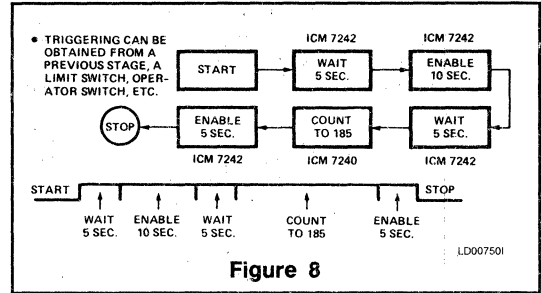 • TRIGGERING CAN BE
OBTAINED FROM A
PREVIOUS STAGE, A
LIMIT SWITCH, OPER-
ATOR SWITCH, ETC.
ICM 7242
ICM 7242
START
WAIT
5 SEC.
ENABLE
10 SEC.
STOP
ENABLE
5 SEC.
COUNT
TO 185
WAIT
5 SEC.
ICM 7242
ICM 7240
ICM 7242
START
STOP
WAIT
5 SEC.
ENABLE
10 SEC.
WAIT
5 SEC.
COUNT
TO 185
ENABLE
5 SEC.
LD00750I
Figure 8